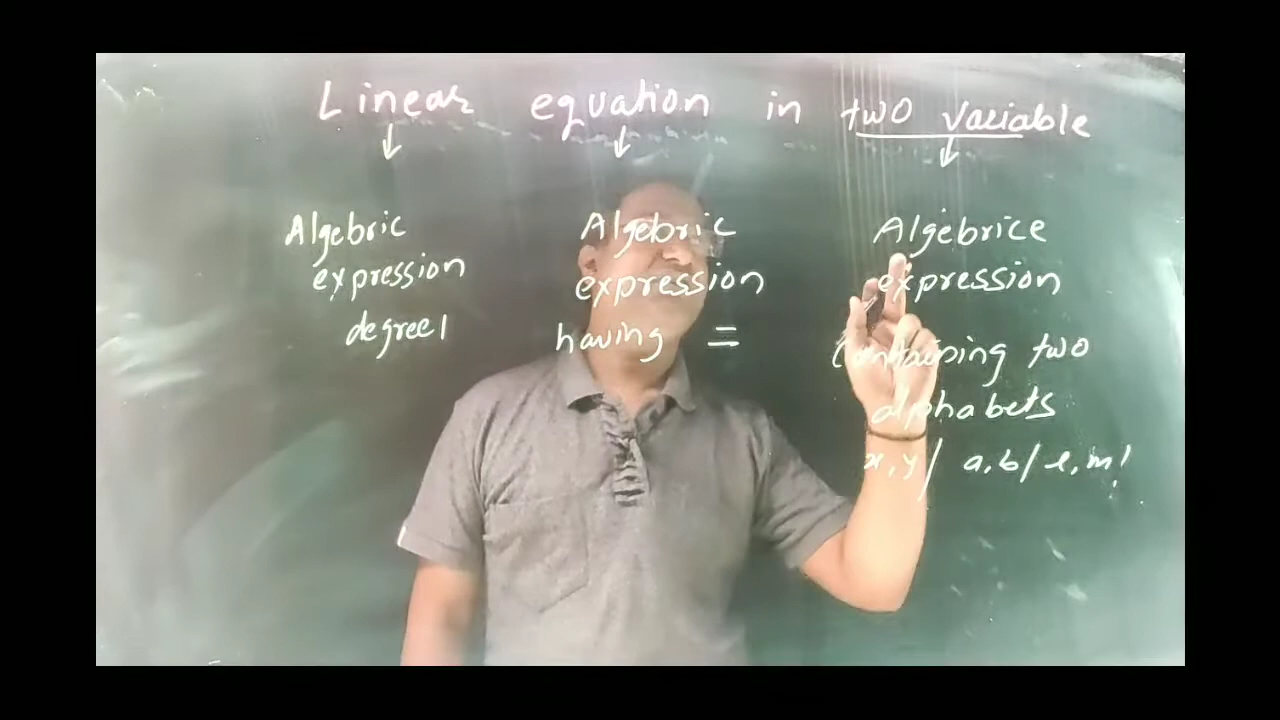 Linear equation in two variable
Algebric
expression
degree 1
Algebric
expression
having =
Algebrice
expression
Containing two
alphabets
x, y / a, b / l, m /